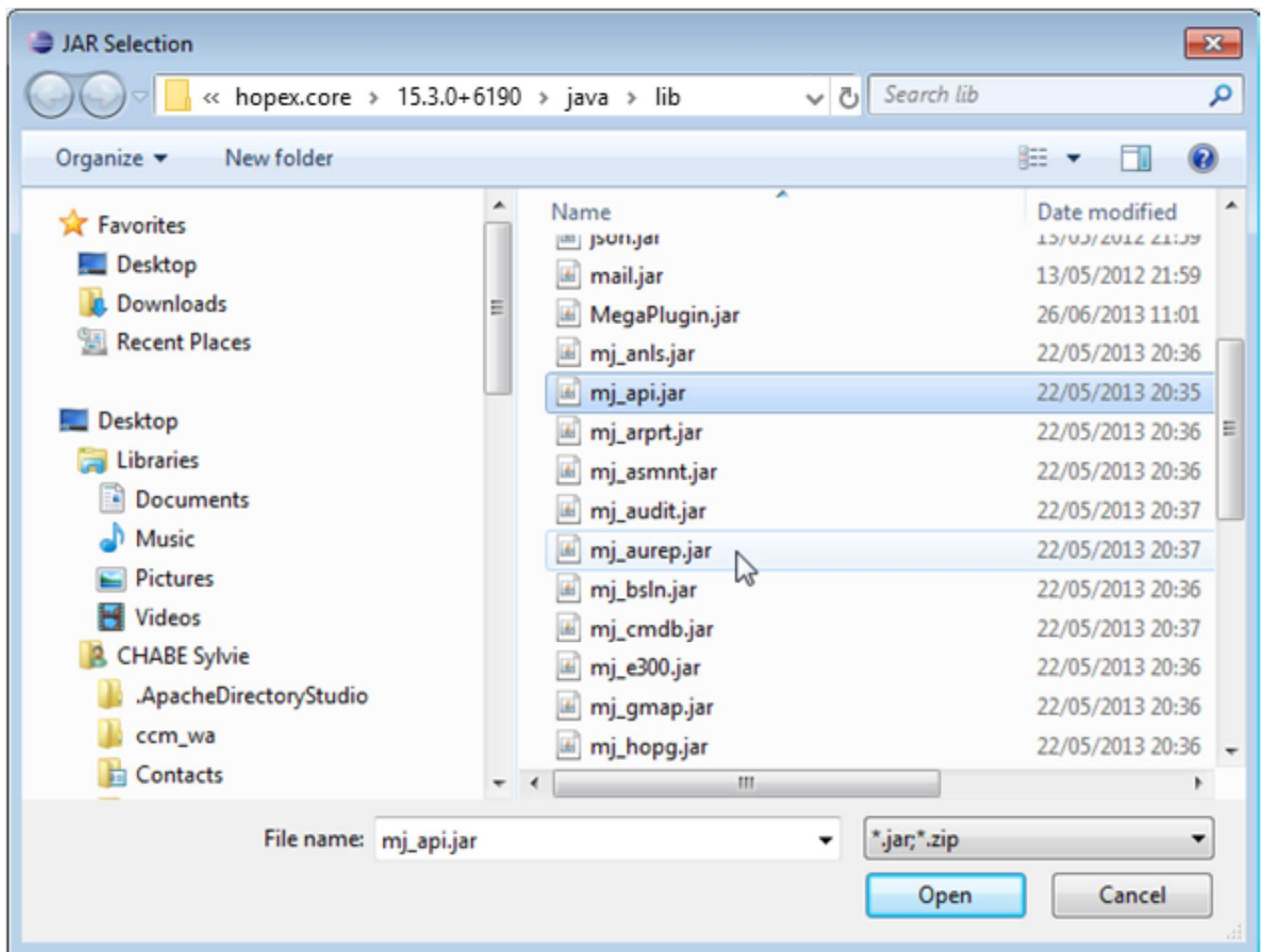 JAR Selection
« hopex.core › 15.3.0+6190 › java › lib
Search lib
Organize
New folder
Favorites
Desktop
Downloads
Recent Places
Desktop
Libraries
Documents
Music
Pictures
Videos
CHABE Sylvie
.ApacheDirectoryStudio
ccm_wa
Contacts
Name Date modified
json.jar 13/05/2012 21:59
mail.jar 13/05/2012 21:59
MegaPlugin.jar 26/06/2013 11:01
mj_anls.jar 22/05/2013 20:36
mj_api.jar 22/05/2013 20:35
mj_arprt.jar 22/05/2013 20:36
mj_asmnt.jar 22/05/2013 20:36
mj_audit.jar 22/05/2013 20:37
mj_aurep.jar 22/05/2013 20:37
mj_bsln.jar 22/05/2013 20:36
mj_cmdb.jar 22/05/2013 20:37
mj_e300.jar 22/05/2013 20:36
mj_gmap.jar 22/05/2013 20:36
mj_hopg.jar 22/05/2013 20:36
File name: mj_api.jar
*.jar;*.zip
Open
Cancel